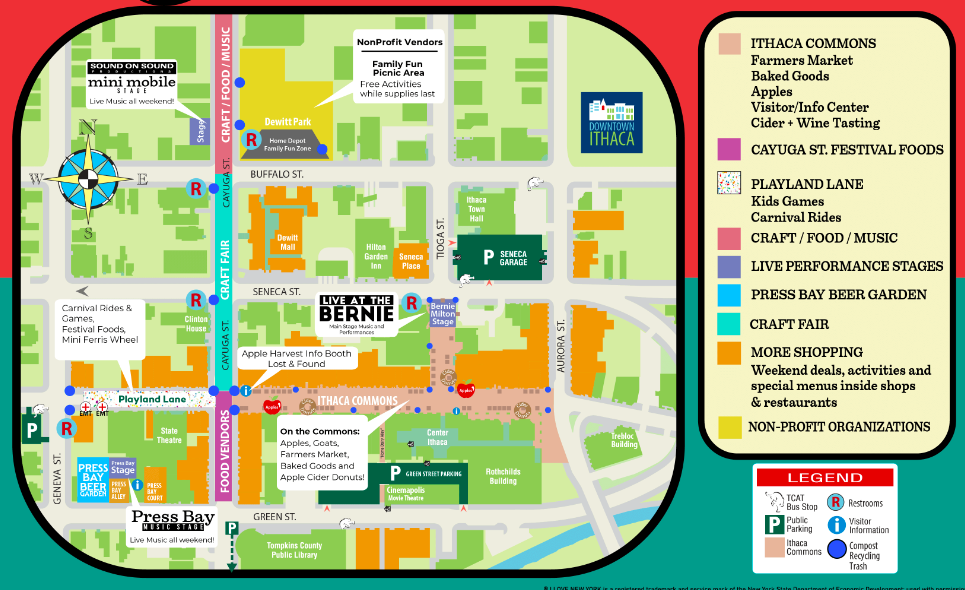 SOUND ON SOUND
PRODUCTIONS
mini mobile
STAGE
Live Music all weekend!
Stage
CRAFT / FOOD / MUSIC
NonProfit Vendors
Family Fun
Picnic Area
Free Activities
while supplies last
Dewitt Park
R
Home Depot
Family Fun Zone
DOWNTOWN
ITHACA
N
W
E
S
BUFFALO ST.
CAYUGA ST.
R
CRAFT FAIR
Dewitt
Mall
Hilton
Garden
Inn
Seneca
Place
TIOGA ST.
Ithaca
Town
Hall
P
SENECA
GARAGE
SENECA ST.
R
Clinton
House
CAYUGA ST.
LIVE AT THE
BERNIE
Main Stage Music and
Performances
R
Bernie
Milton
Stage
AURORA ST.
Carnival Rides &
Games,
Festival Foods,
Mini Ferris Wheel
Apple Harvest Info Booth
Lost & Found
Playland Lane
EMT
EMT
i
Apples
ITHACA COMMONS
Apples
i
P
R
State
Theatre
FOOD VENDORS
On the Commons:
Apples, Goats,
Farmers Market,
Baked Goods and
Apple Cider Donuts!
Center
Ithaca
P
GREEN STREET PARKING
Cinemapolis
Movie Theatre
Rothchilds
Building
Trebloc
Building
GENEVA ST.
PRESS
BAY
BEER
GARDEN
Press Bay
Stage
PRESS
BAY
ALLEY
i
PRESS
BAY
COURT
Press Bay
MUSIC STAGE
Live Music all weekend!
GREEN ST.
P
Tompkins County
Public Library
ITHACA COMMONS
Farmers Market
Baked Goods
Apples
Visitor/Info Center
Cider + Wine Tasting
CAYUGA ST. FESTIVAL FOODS
PLAYLAND LANE
Kids Games
Carnival Rides
CRAFT / FOOD / MUSIC
LIVE PERFORMANCE STAGES
PRESS BAY BEER GARDEN
CRAFT FAIR
MORE SHOPPING
Weekend deals, activities and
special menus inside shops
& restaurants
NON-PROFIT ORGANIZATIONS
LEGEND
TCAT
Bus Stop
R
Restrooms
P
Public
Parking
i
Visitor
Information
Ithaca
Commons
Compost
Recycling
Trash
I LOVE NEW YORK is a registered trademark and service mark of the New York State Department of Economic Development; used with permission